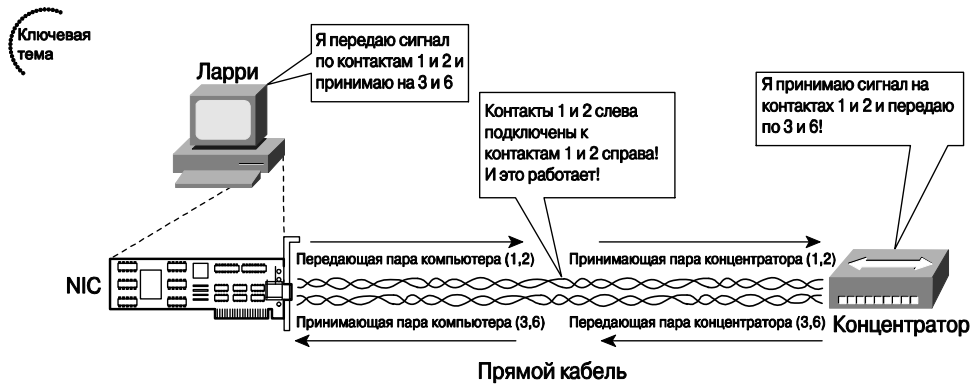 Ключевая
тема
Ларри
Я передаю сигнал
по контактам 1 и 2 и
принимаю на 3 и 6
Контакты 1 и 2 слева
подключены к
контактам 1 и 2 справа!
И это работает!
Я принимаю сигнал на
контактах 1 и 2 и передаю
по 3 и 6!
NIC
Передающая пара компьютера (1,2)
Принимающая пара концентратора (1,2)
Принимающая пара компьютера (3,6)
Передающая пара концентратора (3,6)
Концентратор
Прямой кабель